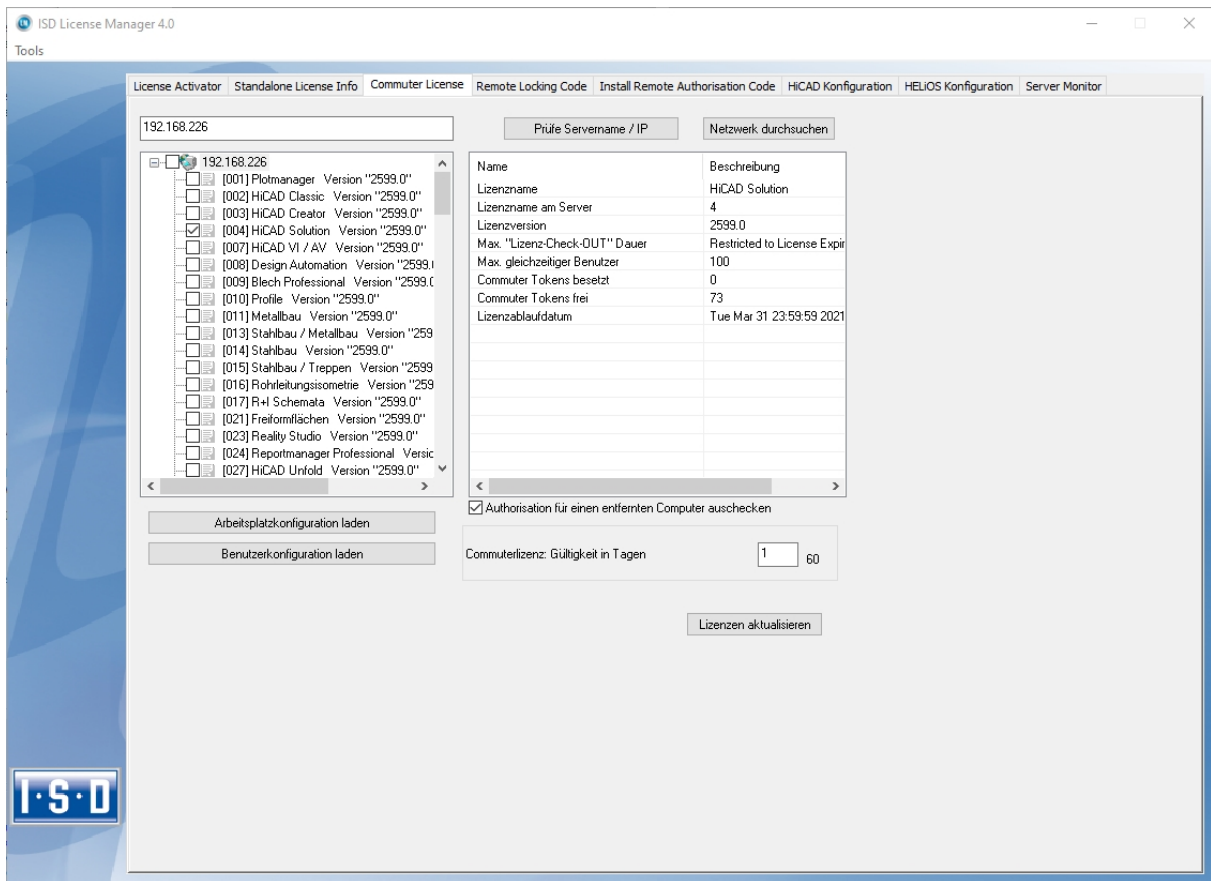 ISD License Manager 4.0
Tools
License Activator Standalone License Info Commuter License Remote Locking Code Install Remote Authorisation Code HiCAD Konfiguration HELiOS Konfiguration Server Monitor
192.168.226 Prüfe Servername / IP Netzwerk durchsuchen
192.168.226
[001] Plotmanager Version "2599.0"
[002] HiCAD Classic Version "2599.0"
[003] HiCAD Creator Version "2599.0"
[004] HiCAD Solution Version "2599.0"
[007] HiCAD VI / AV Version "2599.0"
[008] Design Automation Version "2599.
[009] Blech Professional Version "2599.0
[010] Profile Version "2599.0"
[011] Metallbau Version "2599.0"
[013] Stahlbau / Metallbau Version "259
[014] Stahlbau Version "2599.0"
[015] Stahlbau / Treppen Version "2599
[016] Rohrleitungsisometrie Version "259
[017] R+I Schemata Version "2599.0"
[021] Freiformflächen Version "2599.0"
[023] Reality Studio Version "2599.0"
[024] Reportmanager Professional Versic
[027] HiCAD Unfold Version "2599.0"
Name Beschreibung
Lizenzname HiCAD Solution
Lizenzname am Server 4
Lizenzversion 2599.0
Max. "Lizenz-Check-OUT" Dauer Restricted to License Expir
Max. gleichzeitiger Benutzer 100
Commuter Tokens besetzt 0
Commuter Tokens frei 73
Lizenzablaufdatum Tue Mar 31 23:59:59 2021
Authorisation für einen entfernten Computer auschecken
Arbeitsplatzkonfiguration laden
Benutzerkonfiguration laden
Commuterlizenz: Gültigkeit in Tagen 1 60
Lizenzen aktualisieren
I·S·D